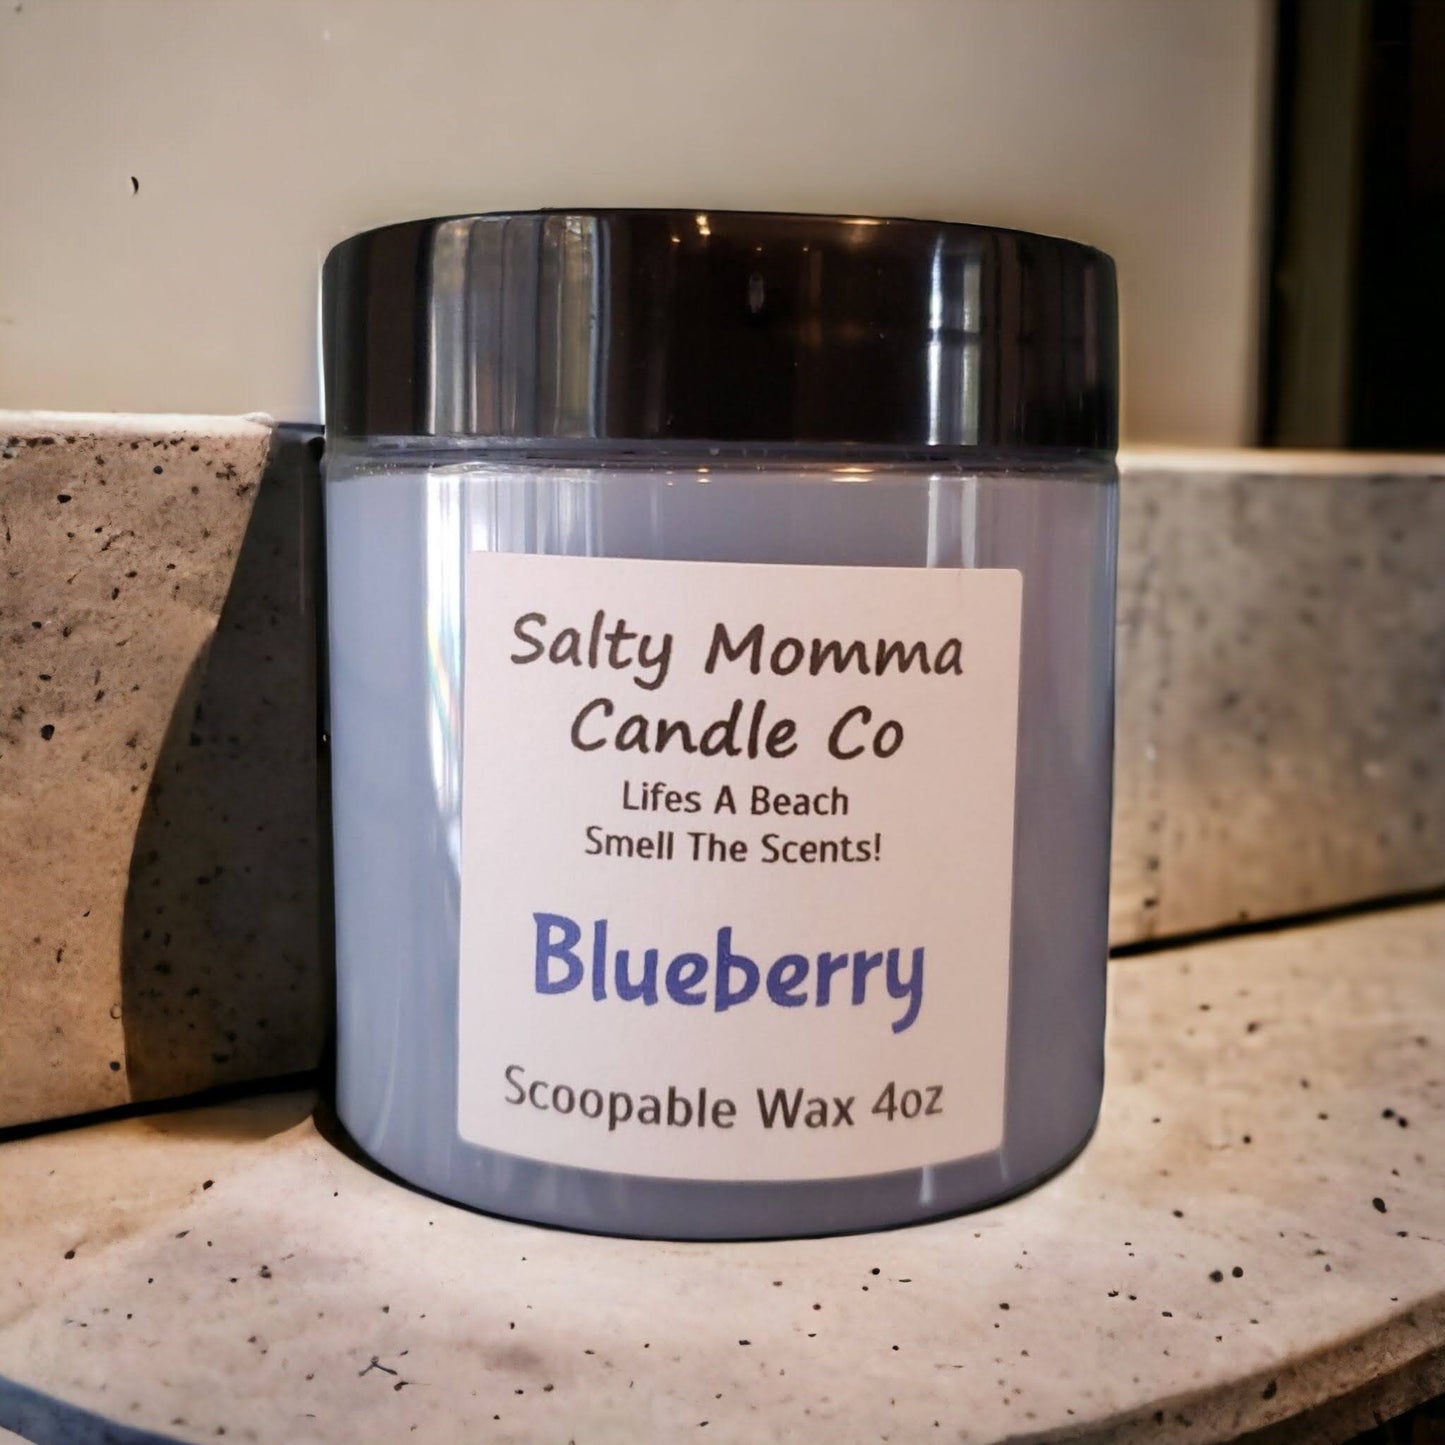 Salty Momma
Candle Co
Lifes A Beach
Smell The Scents!
Blueberry
Scoopable Wax 4oz